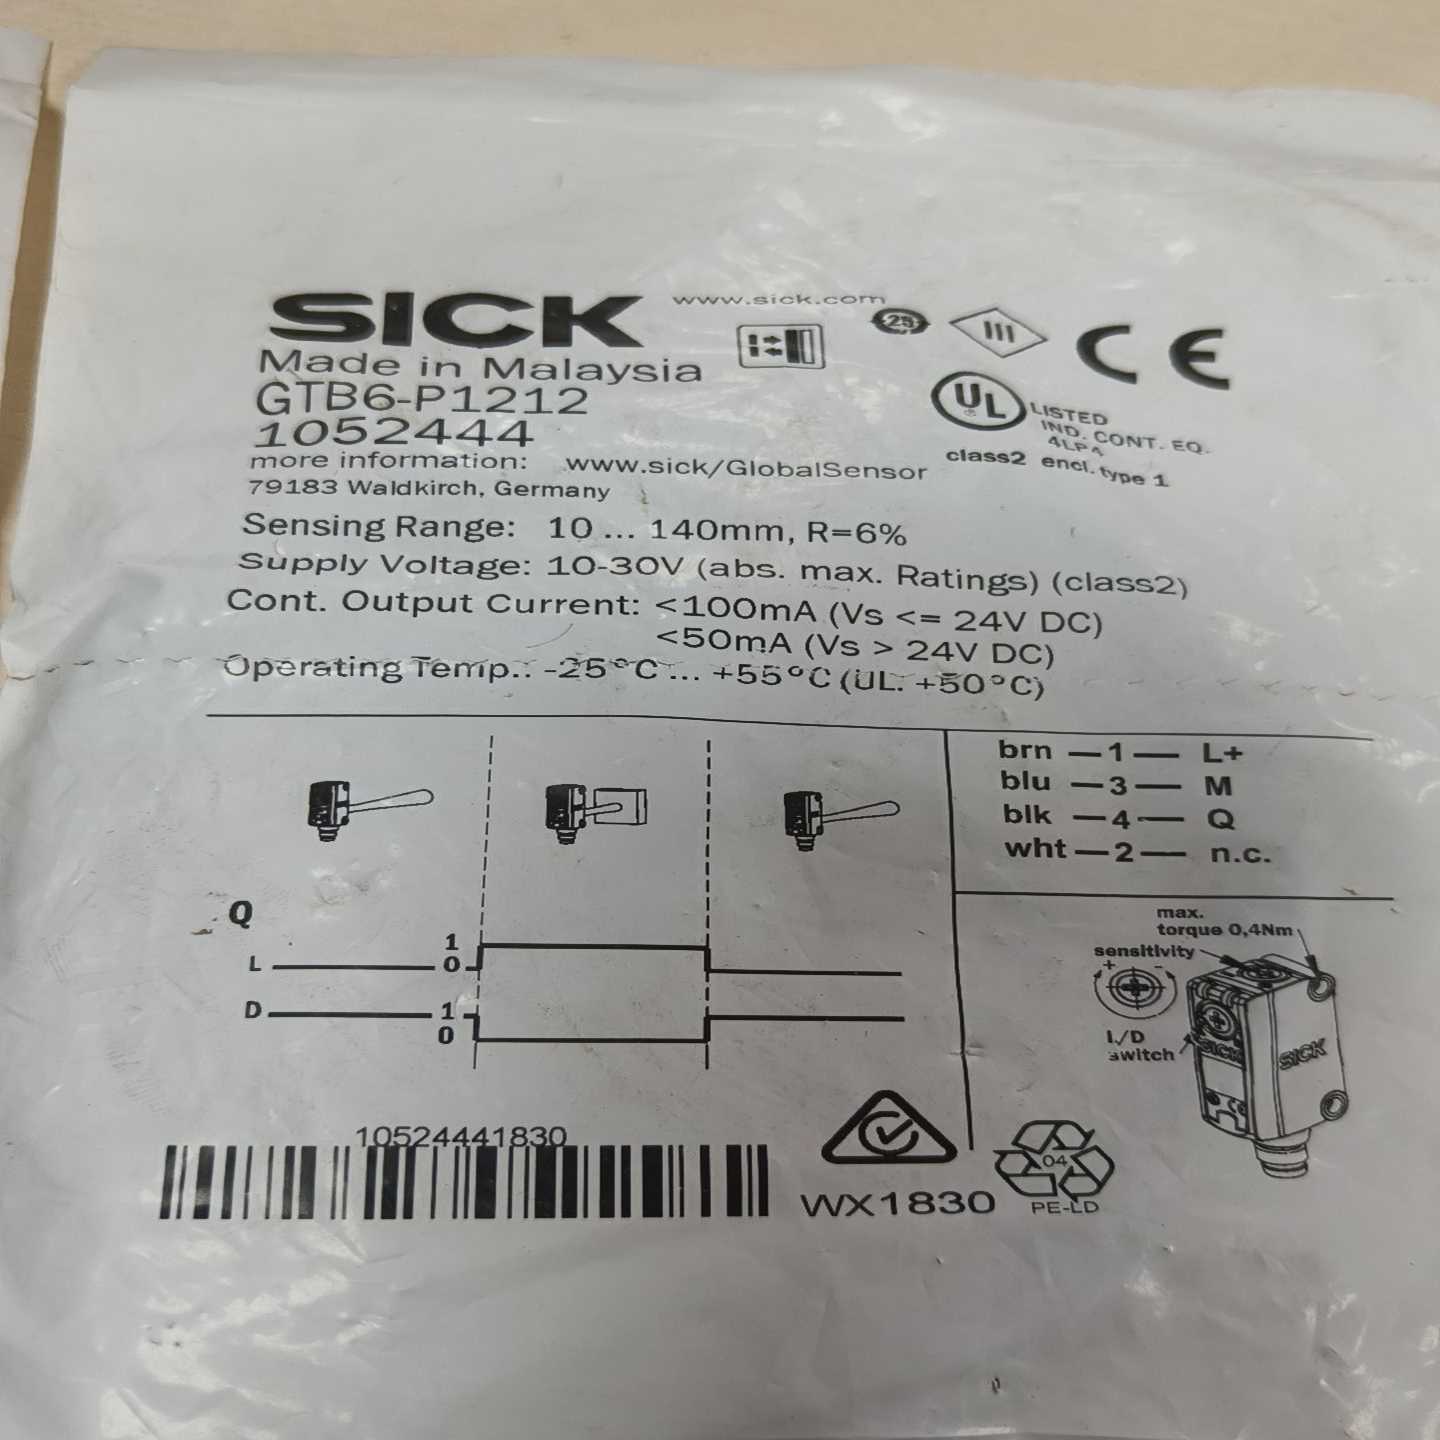 SICK
www.sick.com
25
CE
Made in Malaysia
GTB6-P1212
1052444
UL
LISTED
IND. CONT. EQ.
class2 encl. type 1
more information: www.sick/GlobalSensor
79183 Waldkirch, Germany
Sensing Range: 10 ... 140mm, R=6%
Supply Voltage: 10-30V (abs. max. Ratings) (class2)
Cont. Output Current: <100mA (Vs <= 24V DC)
<50mA (Vs > 24V DC)
Operating Temp.: -25°C ... +55°C (UL: +50°C)
brn 1 L+
blu 3 M
blk 4 Q
wht 2 n.c.
Q
L 1
0
D 1
0
max.
torque 0,4Nm
sensitivity
+ -
L/D
switch
SICK
SICK
10524441830
WX1830
04
PE-LD